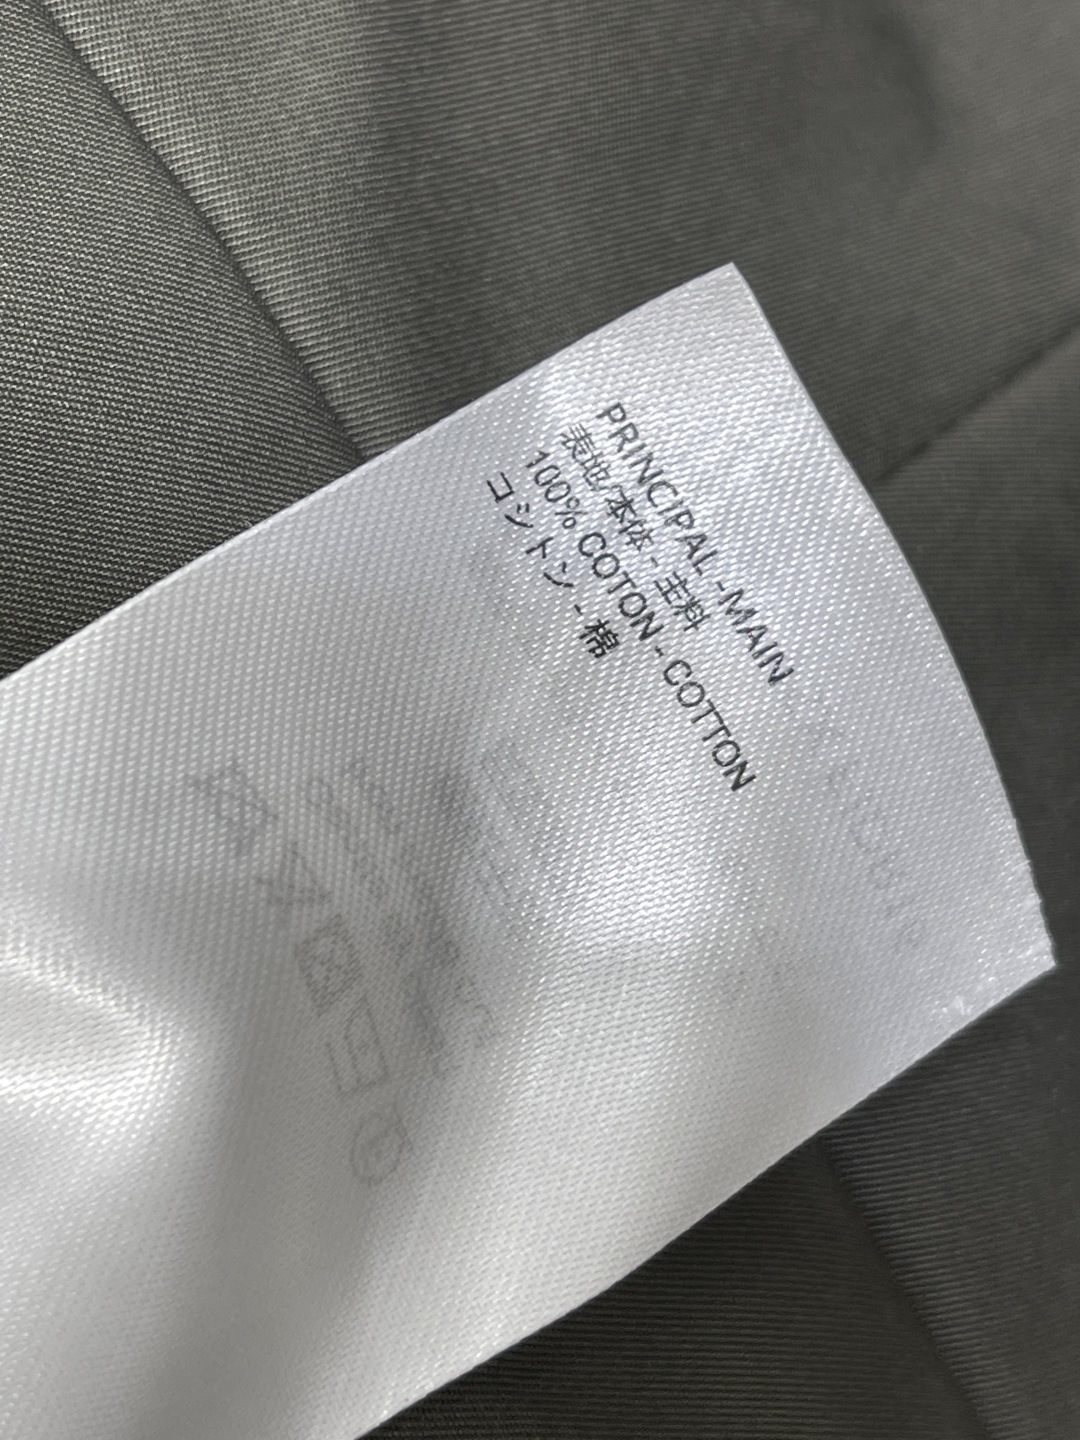 PRINCIPAL - MAIN
表地/本体 - 主料
100% COTON - COTTON
コットン - 棉